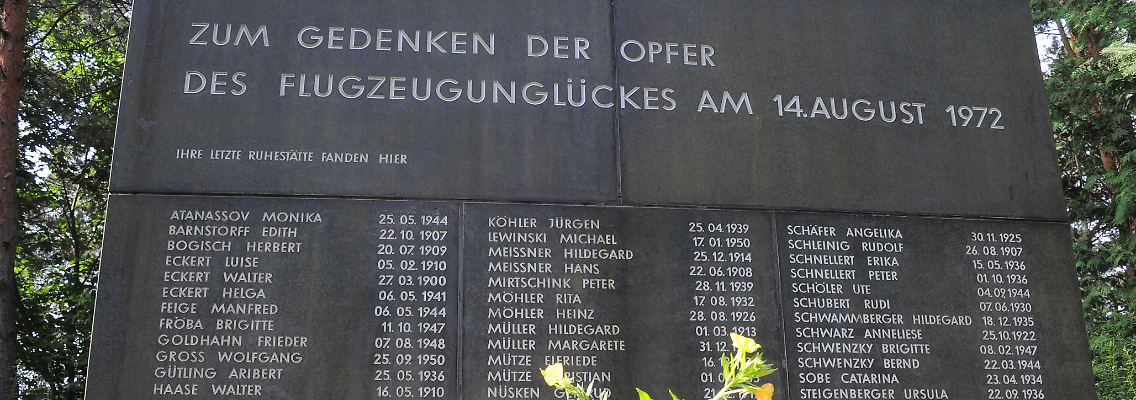 ZUM GEDENKEN DER OPFER
DES FLUGZEUGUNGLÜCKES AM 14.AUGUST 1972
IHRE LETZTE RUHESTÄTTE FANDEN HIER
ATANASSOV MONIKA 25.05.1944
BARNSTORFF EDITH 22.10.1907
BOGISCH HERBERT 20.07.1909
ECKERT LUISE 05.02.1910
ECKERT WALTER 27.03.1900
ECKERT HELGA 06.05.1941
FEIGE MANFRED 06.05.1944
FRÖBA BRIGITTE 11.10.1947
GOLDHAHN FRIEDER 07.08.1948
GROSS WOLFGANG 25.09.1950
GÜTLING ARIBERT 25.05.1936
HAASE WALTER 16.05.1910
KÖHLER JÜRGEN 25.04.1939
LEWINSKI MICHAEL 17.01.1950
MEISSNER HILDEGARD 25.12.1914
MEISSNER HANS 22.06.1908
MIRTSCHINK PETER 28.11.1939
MÖHLER RITA 17.08.1932
MÖHLER HEINZ 28.08.1926
MÜLLER HILDEGARD 01.03.1913
MÜLLER MARGARETE 31.12
MÜTZE ELFRIEDE 16.
MÜTZE 01.
NÜSKEN
SCHÄFER ANGELIKA 30.11.1925
SCHLEINIG RUDOLF 26.08.1907
SCHNELLERT ERIKA 15.05.1936
SCHNELLERT PETER 01.10.1936
SCHÖLER UTE 04.02.1944
SCHUBERT RUDI 07.06.1930
SCHWAMMBERGER HILDEGARD 18.12.1935
SCHWARZ ANNELIESE 25.10.1922
SCHWENZKY BRIGITTE 08.02.1947
SCHWENZKY BERND 22.03.1944
SOBE CATARINA 23.04.1934
STEIGENBERGER URSULA 22.09.1936